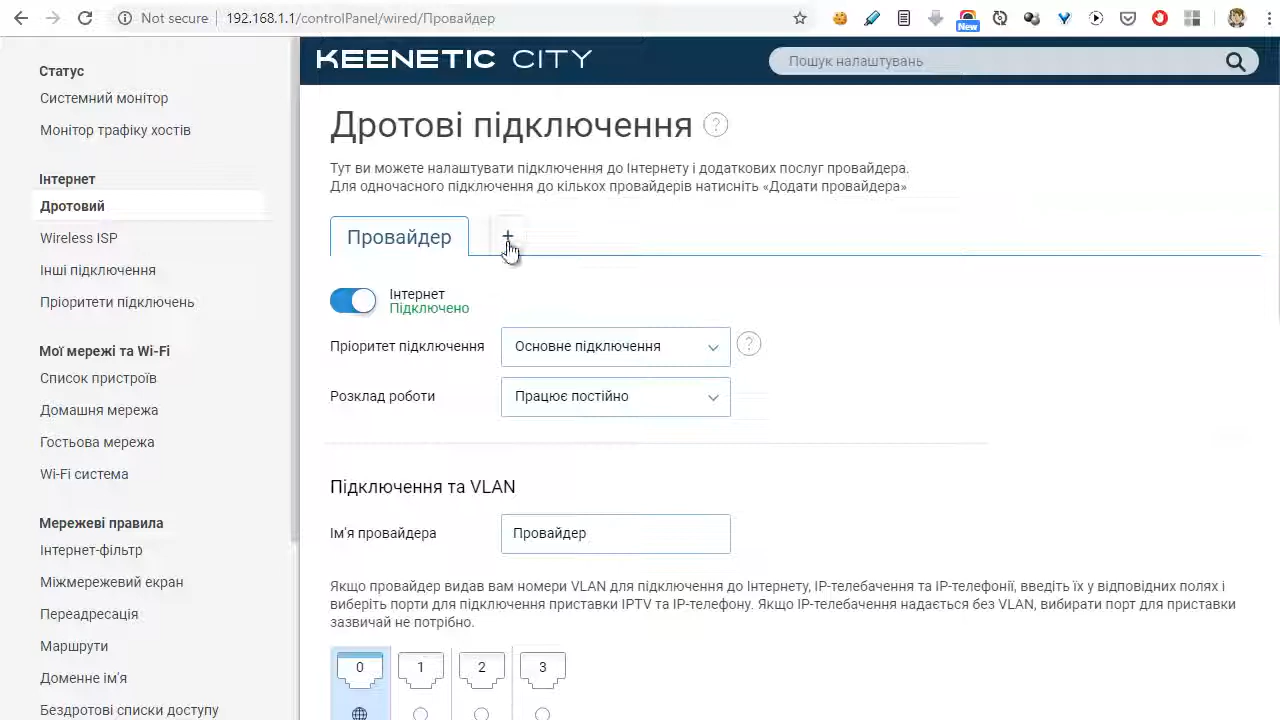 Not secure
192.168.1.1/controlPanel/wired/Провайдер
New
Статус
Системний монітор
Монітор трафіку хостів
Інтернет
Дротовий
Wireless ISP
Інші підключення
Пріоритети підключень
Мої мережі та Wi-Fi
Список пристроїв
Домашня мережа
Гостьова мережа
Wi-Fi система
Мережеві правила
Інтернет-фільтр
Міжмережевий екран
Переадресація
Маршрути
Доменне ім'я
Бездротові списки доступу
KEENETIC CITY
Пошук налаштувань
Дротові підключення ?
Тут ви можете налаштувати підключення до Інтернету і додаткових послуг провайдера.
Для одночасного підключення до кількох провайдерів натисніть «Додати провайдера»
Провайдер +
Інтернет
Підключено
Пріоритет підключення Основне підключення ?
Розклад роботи Працює постійно
Підключення та VLAN
Ім'я провайдера Провайдер
Якщо провайдер видав вам номери VLAN для підключення до Інтернету, IP-телебачення та IP-телефонії, введіть їх у відповідних полях і
виберіть порти для підключення приставки IPTV та IP-телефону. Якщо IP-телебачення надається без VLAN, вибирати порт для приставки
зазвичай не потрібно.
0 1 2 3